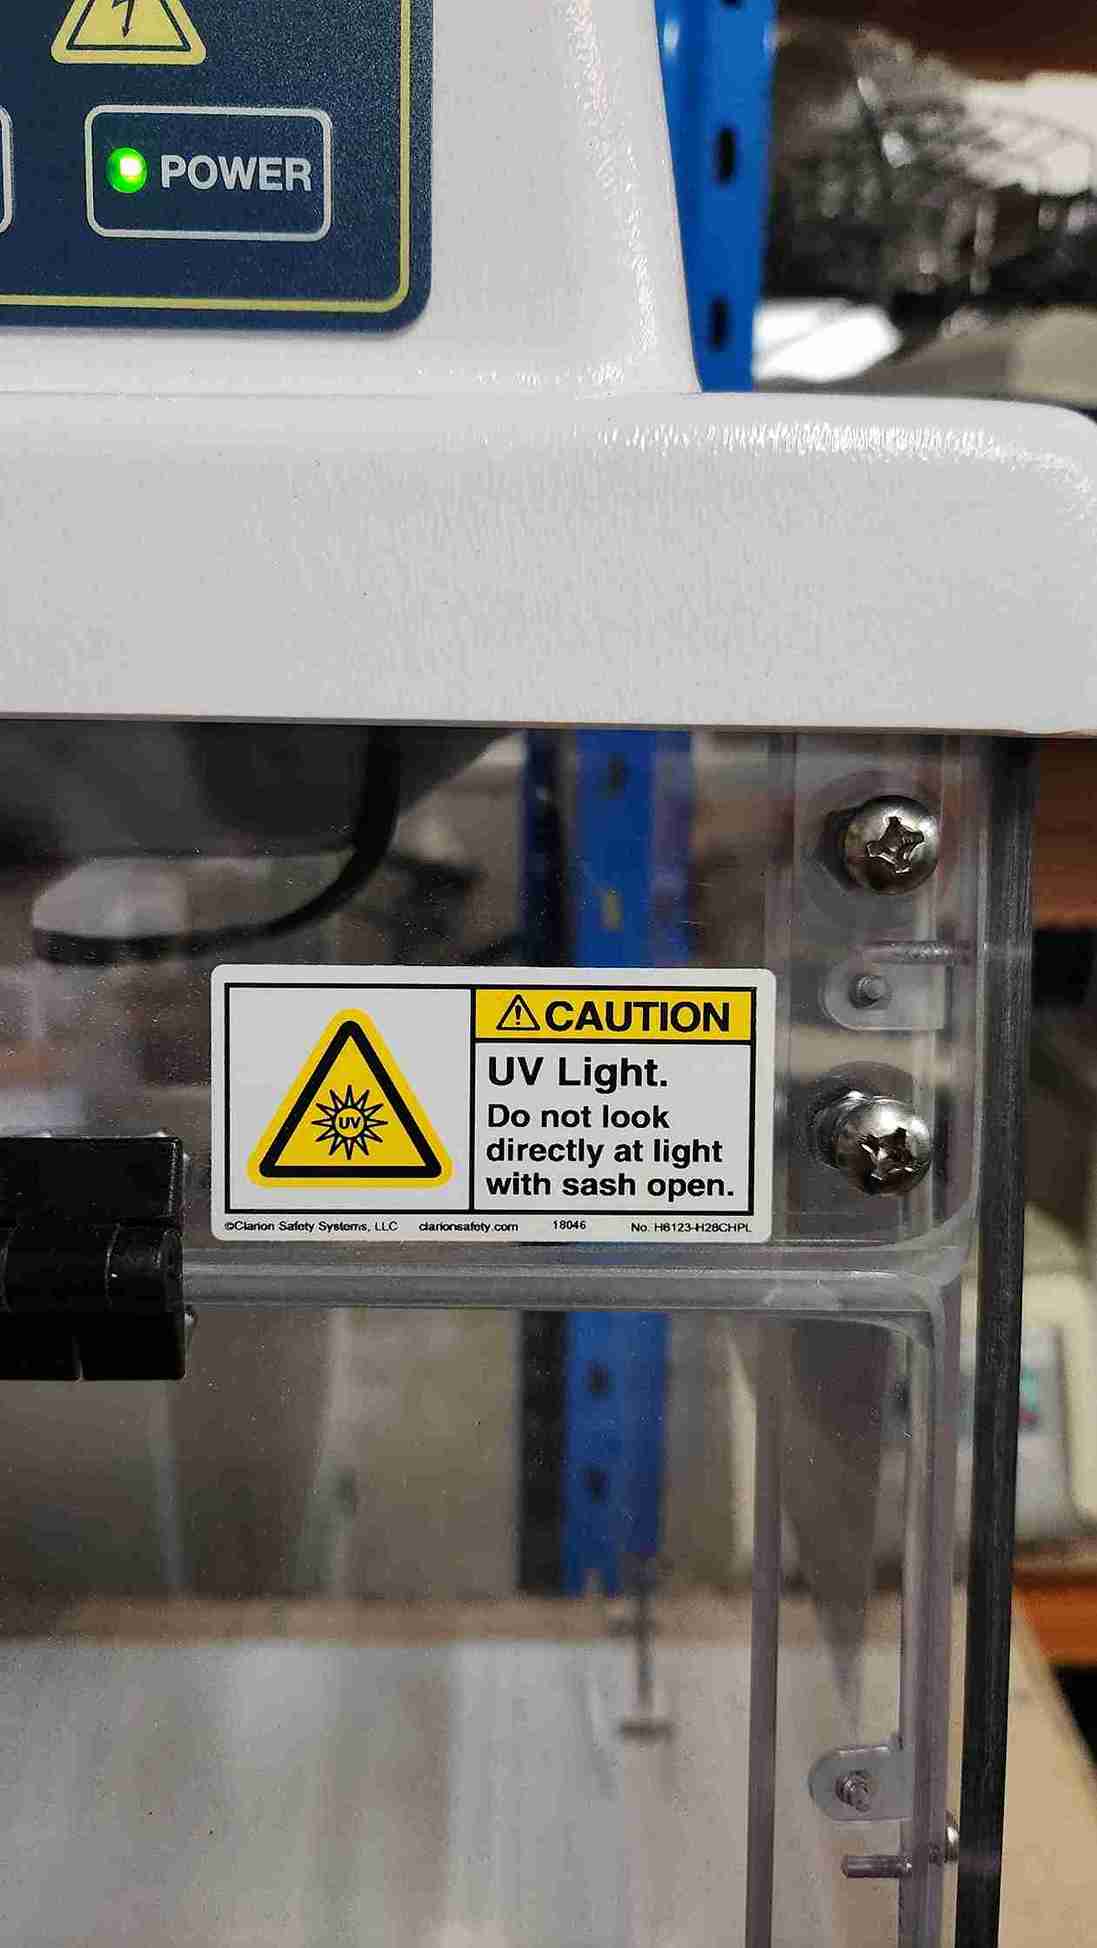 POWER
CAUTION
UV Light.
Do not look
directly at light
with sash open.
UV
©Clarion Safety Systems, LLC clarionsafety.com 18046 No. H6123-H28CHPL